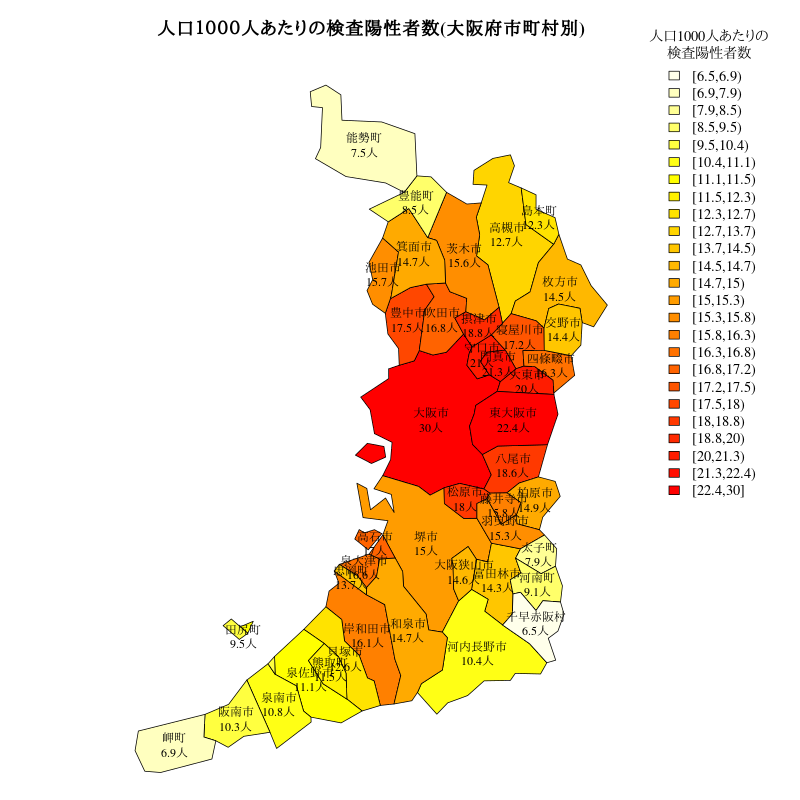 人口1000人あたりの検査陽性者数(大阪府市町村別)
人口1000人あたりの
検査陽性者数
[6.5,6.9)
[6.9,7.9)
[7.9,8.5)
[8.5,9.5)
[9.5,10.4)
[10.4,11.1)
[11.1,11.5)
[11.5,12.3)
[12.3,12.7)
[12.7,13.7)
[13.7,14.5)
[14.5,14.7)
[14.7,15)
[15,15.3)
[15.3,15.8)
[15.8,16.3)
[16.3,16.8)
[16.8,17.2)
[17.2,17.5)
[17.5,18)
[18,18.8)
[18.8,20)
[20,21.3)
[21.3,22.4)
[22.4,30]
能勢町
7.5人
豊能町
8.5人
島本町
12.3人
高槻市
12.7人
箕面市
14.7人
茨木市
15.6人
池田市
15.7人
枚方市
14.5人
豊中市
17.5人
吹田市
16.8人
摂津市
18.8人
寝屋川市
17.2人
交野市
14.4人
守口市
21人
門真市
21.3人
四條畷市
16.3人
大東市
20人
大阪市
30人
東大阪市
22.4人
八尾市
18.6人
松原市
18人
藤井寺市
15.8人
柏原市
14.9人
羽曳野市
15.3人
高石市
人
堺市
15人
太子町
7.9人
泉大津市
16.6人
忠岡町
13.7人
大阪狭山市
14.6人
富田林市
14.3人
河南町
9.1人
千早赤阪村
6.5人
田尻町
9.5人
岸和田市
16.1人
和泉市
14.7人
河内長野市
10.4人
貝塚市
12.6人
熊取町
11.5人
泉佐野市
11.1人
泉南市
10.8人
阪南市
10.3人
岬町
6.9人